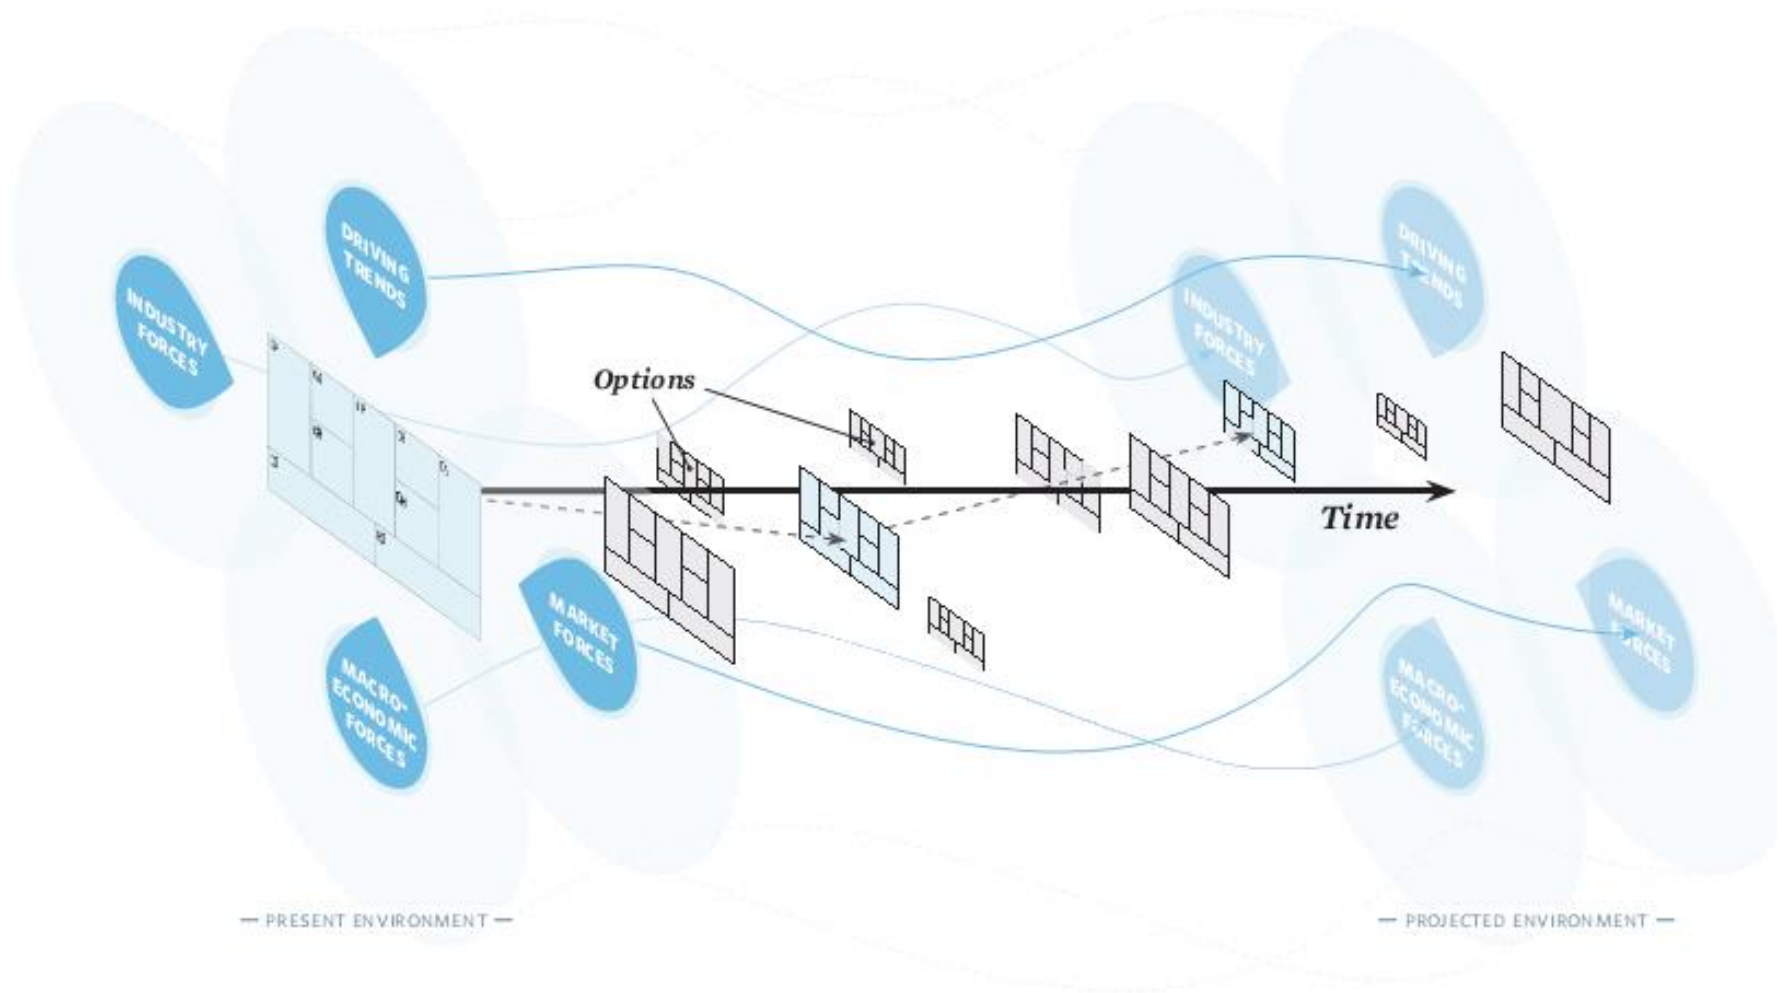 DRIVING
TRENDS
INDUSTRY
FORCES
Options
MARKET
FORCES
MACRO-
ECONOMIC
FORCES
DRIVING
TRENDS
INDUSTRY
FORCES
Time
MARKET
FORCES
MACRO-
ECONOMIC
FORCES
— PRESENT ENVIRONMENT —
— PROJECTED ENVIRONMENT —